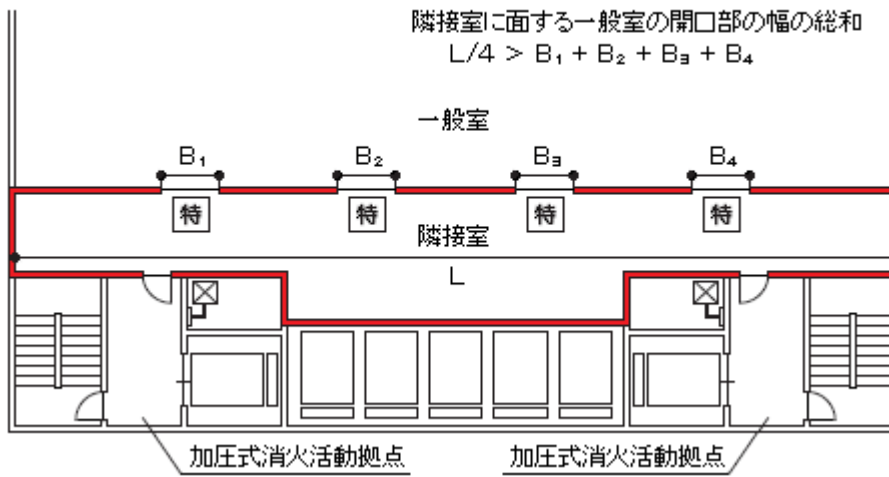 隣接室に面する一般室の開口部の幅の総和
L/4 > B₁ + B₂ + B₃ + B₄
一般室
B₁ B₂ B₃ B₄
特 特 特 特
隣接室
L
加圧式消火活動拠点 加圧式消火活動拠点